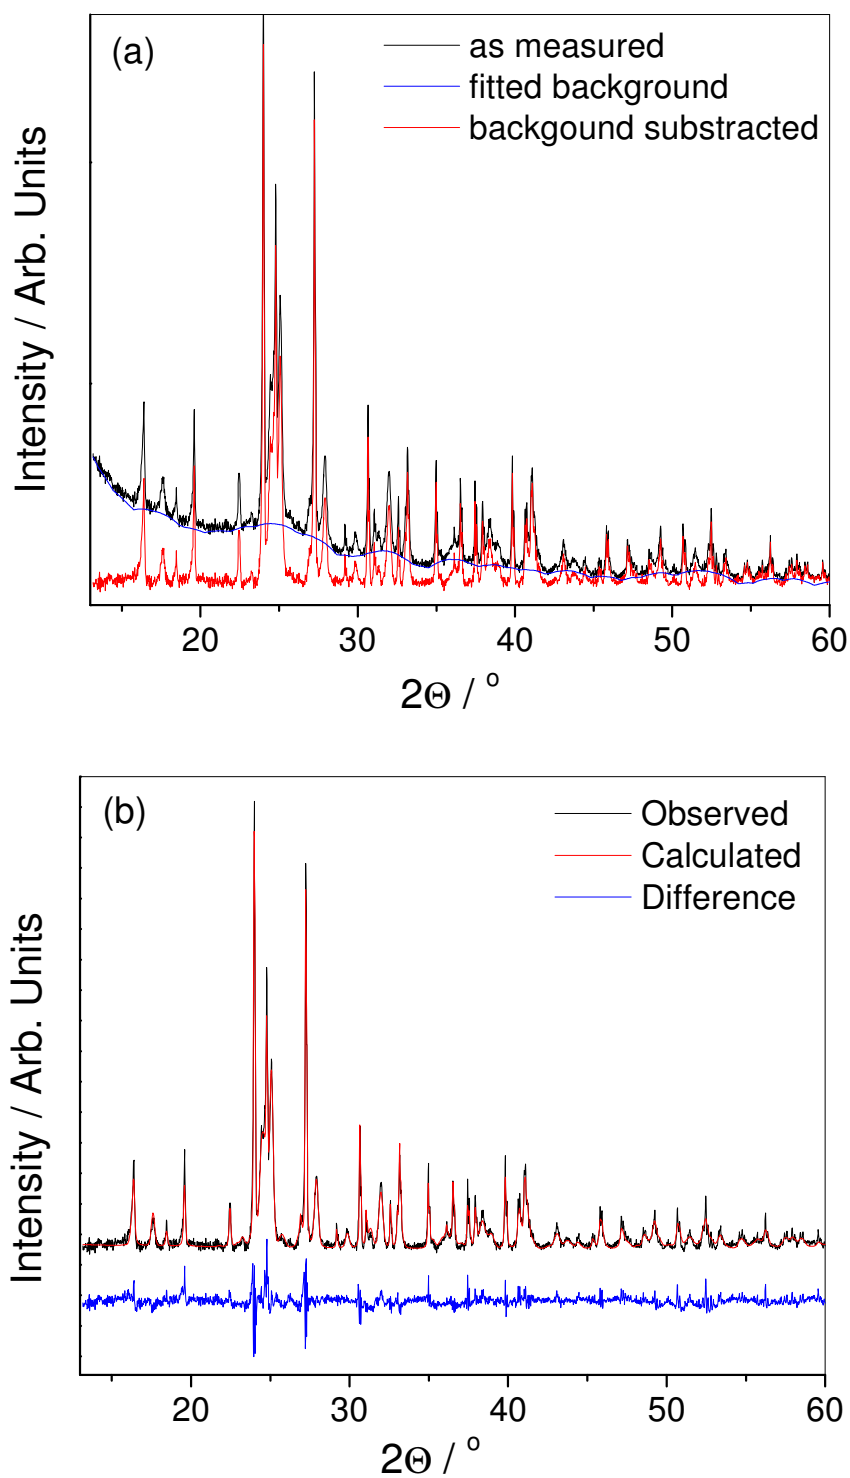 (a)
as measured
fitted background
backgound substracted
Intensity / Arb. Units
20 30 40 50 60
2Θ / °
(b)
Observed
Calculated
Difference
Intensity / Arb. Units
20 30 40 50 60
2Θ / °